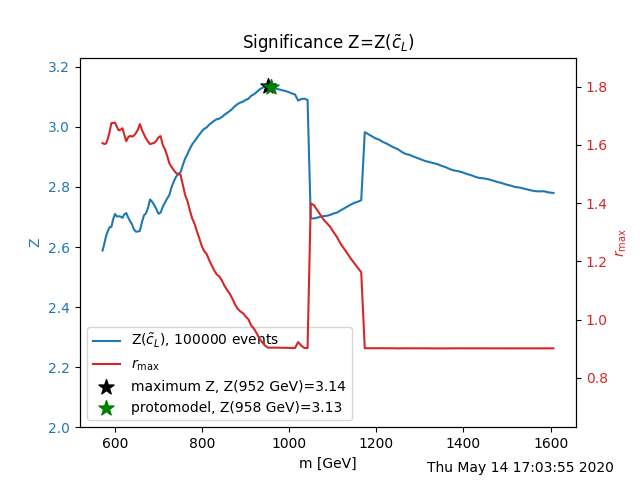 Significance Z=Z(c̃_L)
3.2
3.0
2.8
2.6
2.4
2.2
2.0
Z
1.8
1.6
1.4
1.2
1.0
0.8
r_max
Z(c̃_L), 100000 events
r_max
maximum Z, Z(952 GeV)=3.14
protomodel, Z(958 GeV)=3.13
600 800 1000 1200 1400 1600
m [GeV]
Thu May 14 17:03:55 2020